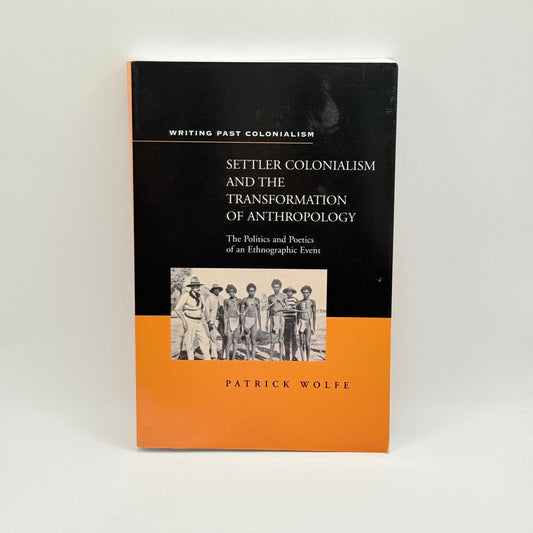 WRITING PAST COLONIALISM
SETTLER COLONIALISM
AND THE
TRANSFORMATION
OF ANTHROPOLOGY
The Politics and Poetics
of an Ethnographic Event
PATRICK WOLFE